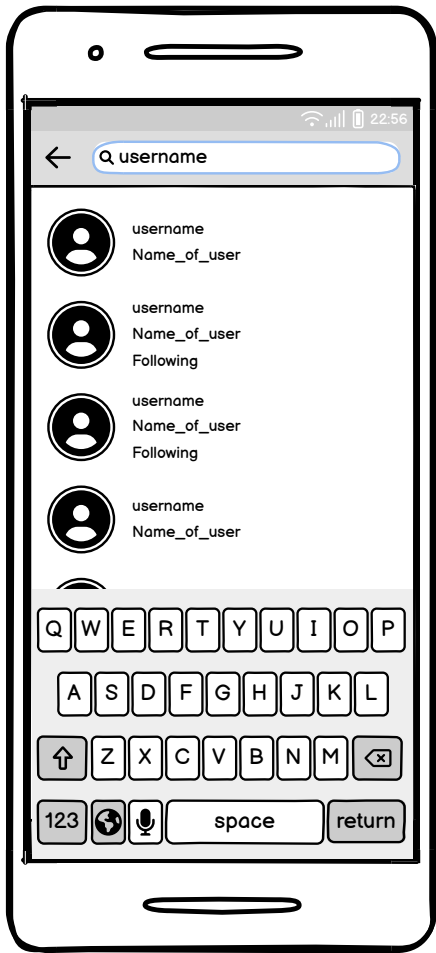 22:56
username
username
Name_of_user
username
Name_of_user
Following
username
Name_of_user
Following
username
Name_of_user
Q W E R T Y U I O P
A S D F G H J K L
Z X C V B N M
123 space return